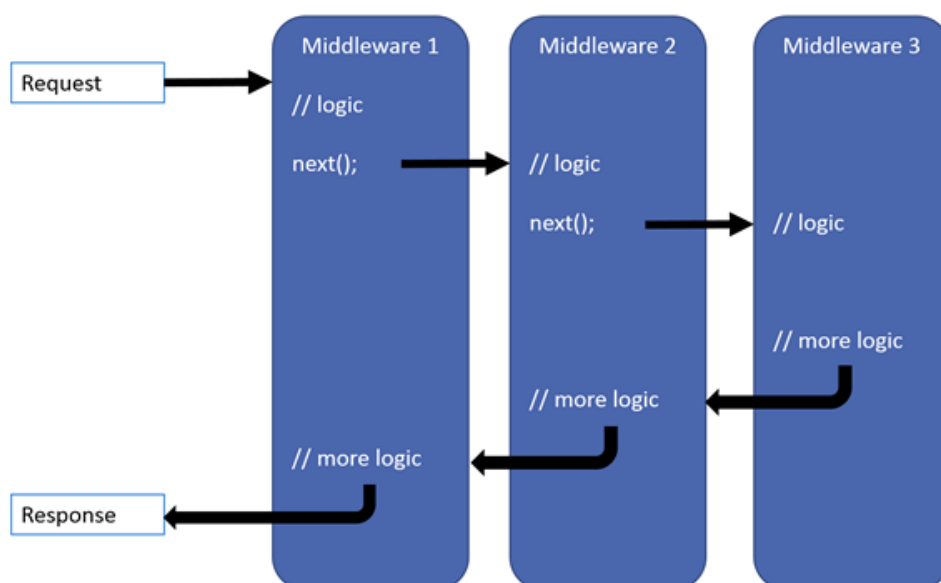 Middleware 1
Middleware 2
Middleware 3
Request
// logic
next();
// logic
next();
// logic
// more logic
// more logic
// more logic
Response